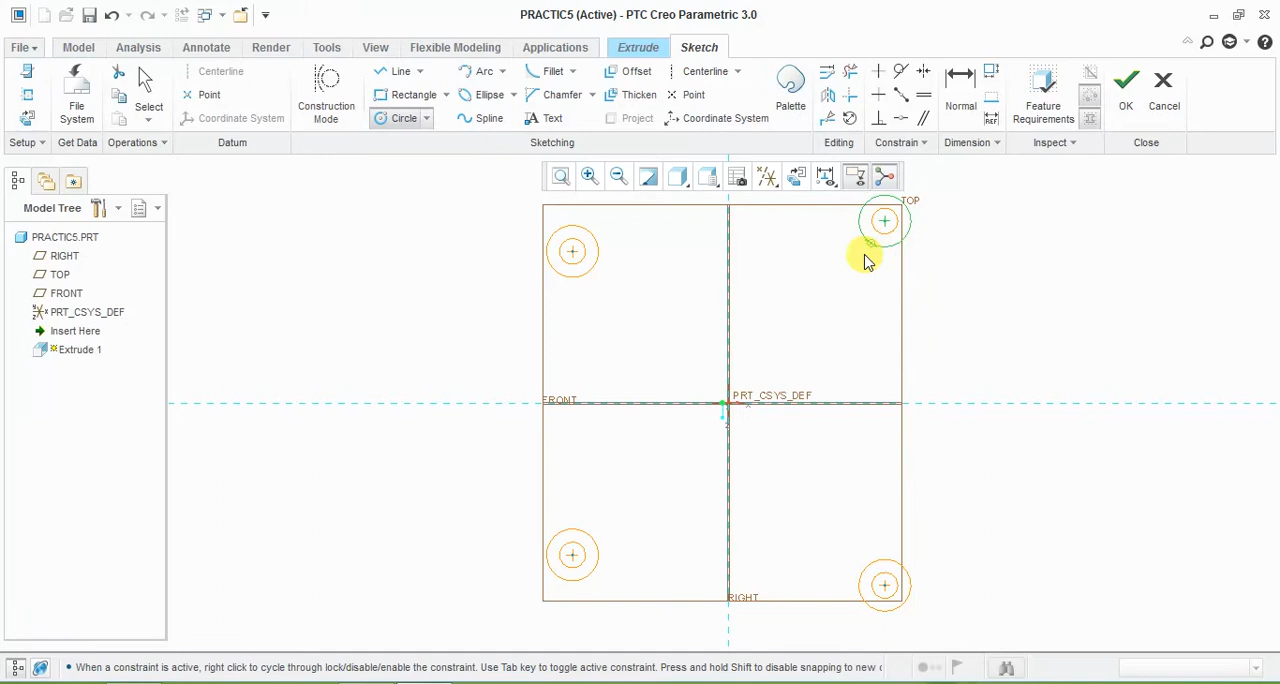 PRACTIC5 (Active) - PTC Creo Parametric 3.0
File Model Analysis Annotate Render Tools View Flexible Modeling Applications Extrude Sketch
Centerline Line Arc Fillet Offset Centerline
File System Select Point Construction Mode Rectangle Ellipse Chamfer Thicken Point Palette Normal Feature Requirements OK Cancel
Coordinate System Circle Spline Text Project Coordinate System
Setup Get Data Operations Datum Sketching Editing Constrain Dimension Inspect Close
Model Tree
PRACTIC5.PRT
RIGHT
TOP
FRONT
PRT_CSYS_DEF
Insert Here
Extrude 1
TOP
PRT_CSYS_DEF
FRONT
X
Z
RIGHT
• When a constraint is active, right click to cycle through lock/disable/enable the constraint. Use Tab key to toggle active constraint. Press and hold Shift to disable snapping to new c